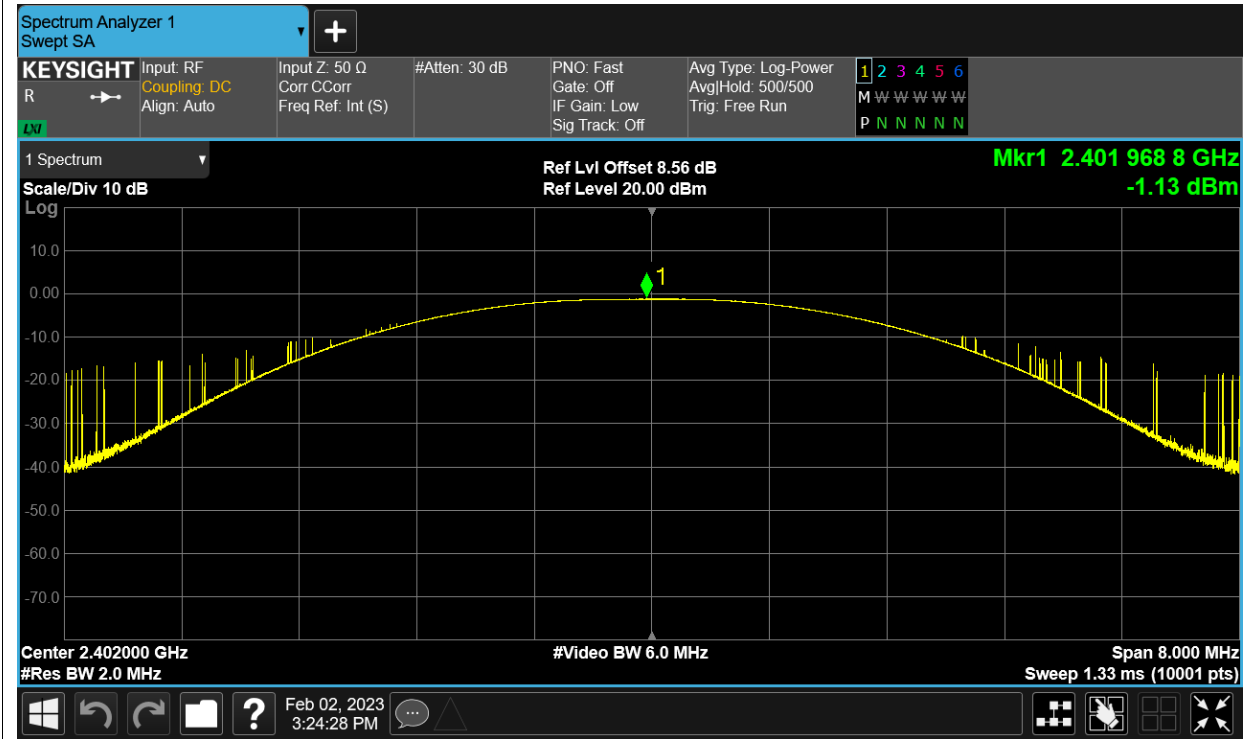 Spectrum Analyzer 1
Swept SA
KEYSIGHT
R
LXI
Input: RF
Coupling: DC
Align: Auto
Input Z: 50 Ω
Corr CCorr
Freq Ref: Int (S)
#Atten: 30 dB
PNO: Fast
Gate: Off
IF Gain: Low
Sig Track: Off
Avg Type: Log-Power
Avg|Hold: 500/500
Trig: Free Run
1 2 3 4 5 6
M W W W W W
P N N N N N
1 Spectrum
Scale/Div 10 dB
Log
Ref Lvl Offset 8.56 dB
Ref Level 20.00 dBm
Mkr1 2.401 968 8 GHz
-1.13 dBm
10.0
0.00
-10.0
-20.0
-30.0
-40.0
-50.0
-60.0
-70.0
1
Center 2.402000 GHz
#Res BW 2.0 MHz
#Video BW 6.0 MHz
Span 8.000 MHz
Sweep 1.33 ms (10001 pts)
?
Feb 02, 2023
3:24:28 PM